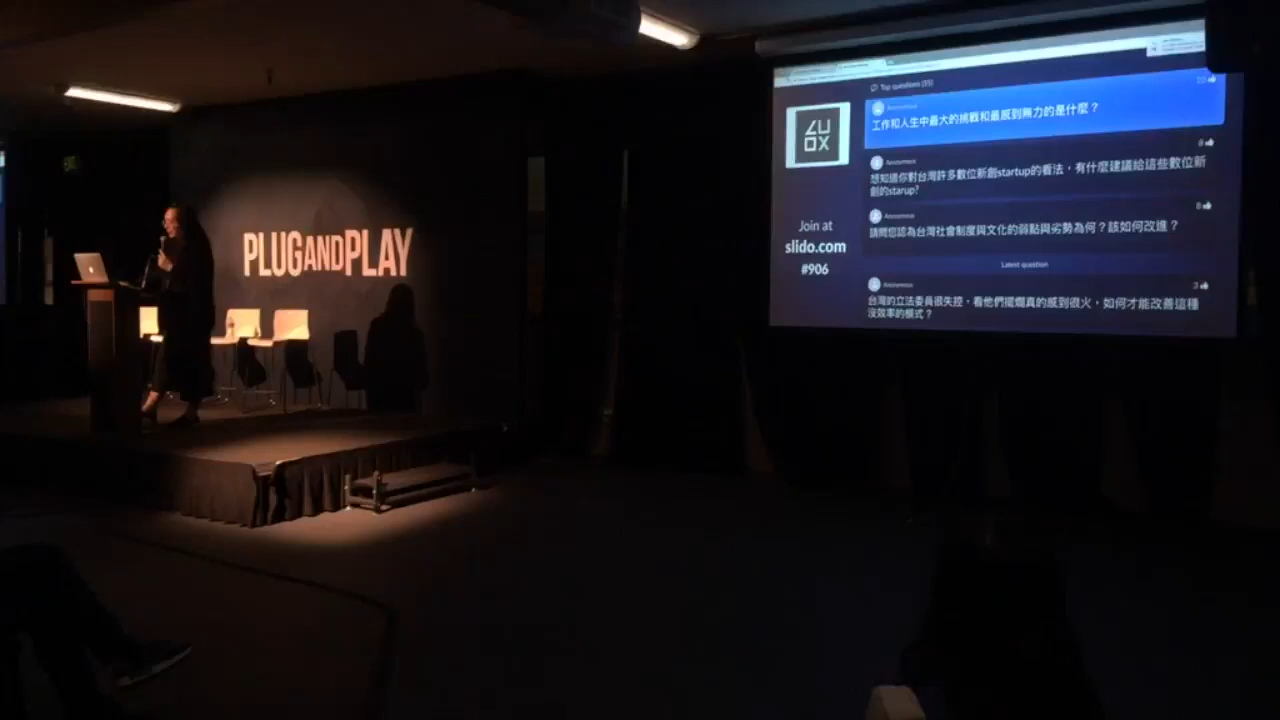 PLUGANDPLAY
Join at
slido.com
#906
Top questions (55)
Anonymous
工作和人生中最大的挑戰和最感到無力的是什麼？
Anonymous
8
想知道你對台灣許多數位新創startup的看法，有什麼建議給這些數位新
創的starup?
Anonymous
8
請問您認為台灣社會制度與文化的弱點與劣勢為何？該如何改進？
Latest question
Anonymous
3
台灣的立法委員很失控，看他們擺爛真的感到很火，如何才能改善這種
沒效率的模式？